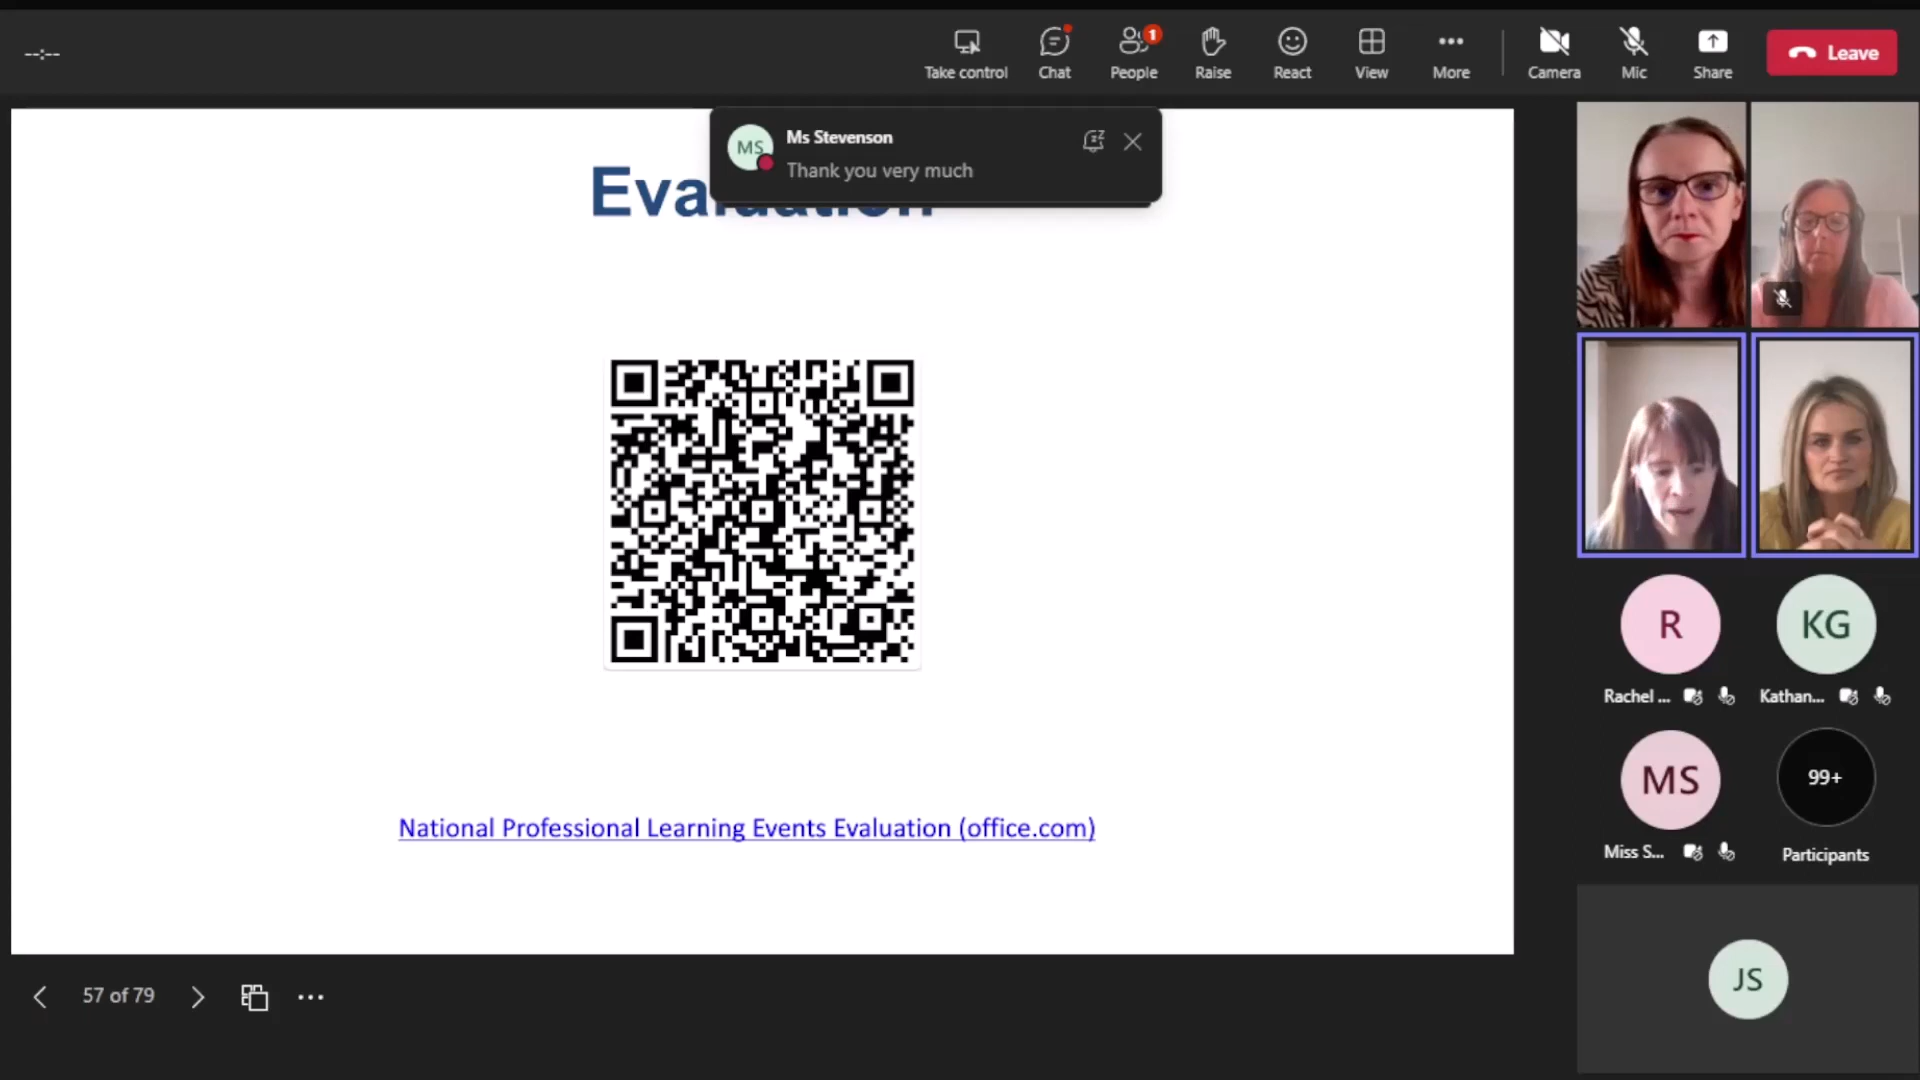 --:--
Take control
Chat
1
People
Raise
React
View
More
Camera
Mic
Share
Leave
MS
Ms Stevenson
Thank you very much
Evaluation
National Professional Learning Events Evaluation (office.com)
R
KG
Rachel ...
Kathan...
MS
99+
Miss S...
Participants
JS
57 of 79